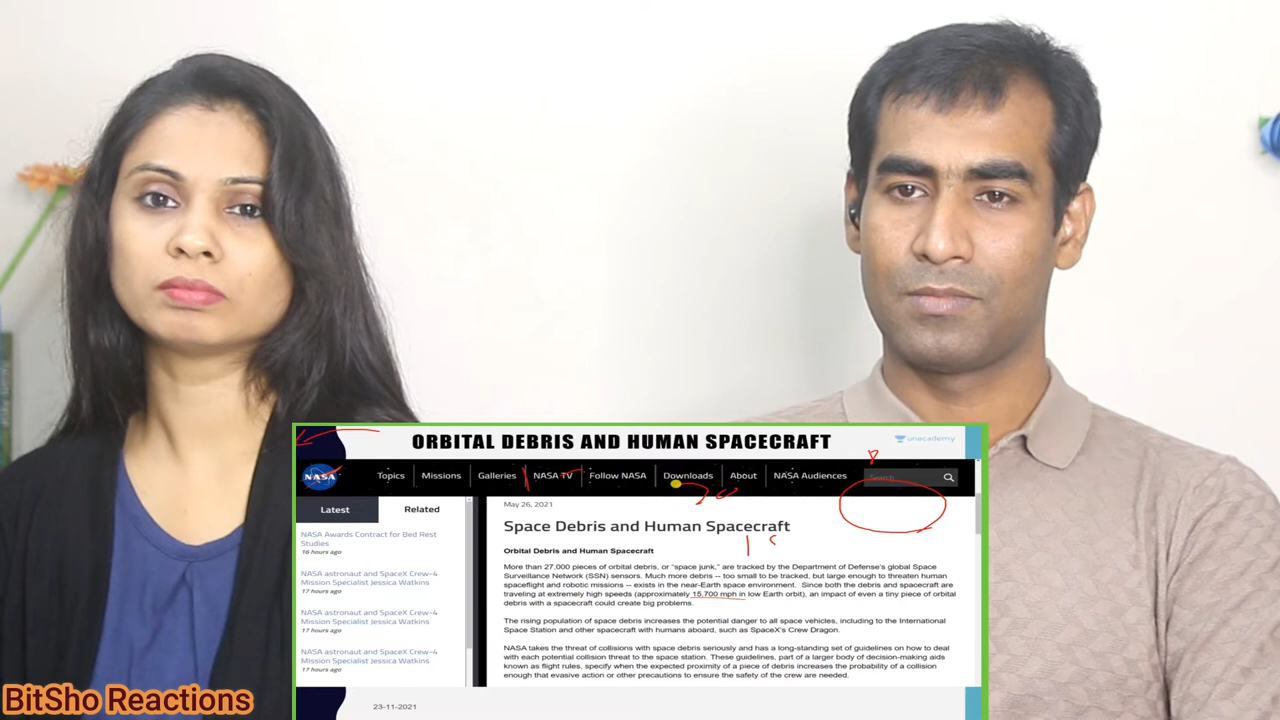 ORBITAL DEBRIS AND HUMAN SPACECRAFT
unacademy
NASA
Topics
Missions
Galleries
NASA TV
Follow NASA
Downloads
About
NASA Audiences
Search
Latest
Related
NASA Awards Contract for Bed Rest
Studies
16 hours ago
NASA astronaut and SpaceX Crew-4
Mission Specialist Jessica Watkins
17 hours ago
NASA astronaut and SpaceX Crew-4
Mission Specialist Jessica Watkins
17 hours ago
NASA astronaut and SpaceX Crew-4
Mission Specialist Jessica Watkins
17 hours ago
May 26, 2021
Space Debris and Human Spacecraft
Orbital Debris and Human Spacecraft
More than 27,000 pieces of orbital debris, or “space junk,” are tracked by the Department of Defense’s global Space
Surveillance Network (SSN) sensors. Much more debris -- too small to be tracked, but large enough to threaten human
spaceflight and robotic missions -- exists in the near-Earth space environment. Since both the debris and spacecraft are
traveling at extremely high speeds (approximately 15,700 mph in low Earth orbit), an impact of even a tiny piece of orbital
debris with a spacecraft could create big problems.
The rising population of space debris increases the potential danger to all space vehicles, including to the International
Space Station and other spacecraft with humans aboard, such as SpaceX’s Crew Dragon.
NASA takes the threat of collisions with space debris seriously and has a long-standing set of guidelines on how to deal
with each potential collision threat to the space station. These guidelines, part of a larger body of decision-making aids
known as flight rules, specify when the expected proximity of a piece of debris increases the probability of a collision
enough that evasive action or other precautions to ensure the safety of the crew are needed.
23-11-2021
BitSho Reactions